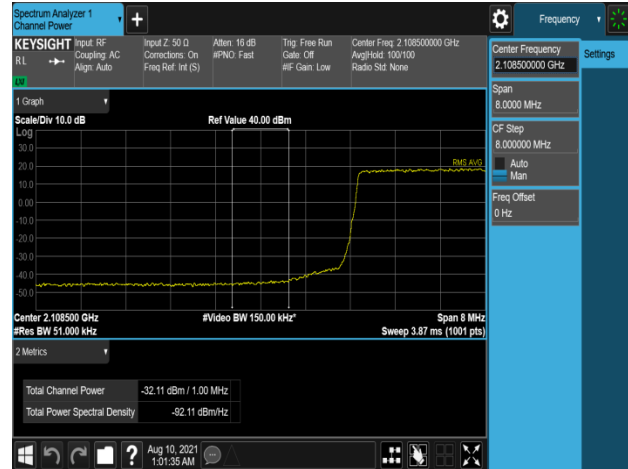 Spectrum Analyzer 1
Channel Power
+
Frequency
KEYSIGHT
RL
LW
Input: RF
Coupling: AC
Align: Auto
Input Z: 50 Ω
Corrections: On
Freq Ref: Int (S)
Atten: 16 dB
#PNO: Fast
Trig: Free Run
Gate: Off
#IF Gain: Low
Center Freq: 2.108500000 GHz
Avg|Hold: 100/100
Radio Std: None
Center Frequency
2.108500000 GHz
Settings
Span
8.0000 MHz
CF Step
8.000000 MHz
Auto
Man
Freq Offset
0 Hz
1 Graph
Scale/Div 10.0 dB
Ref Value 40.00 dBm
Log
30.0
20.0
10.0
0.00
-10.0
-20.0
-30.0
-40.0
-50.0
RMS AVG
Center 2.108500 GHz
#Video BW 150.00 kHz*
Span 8 MHz
#Res BW 51.000 kHz
Sweep 3.87 ms (1001 pts)
2 Metrics
Total Channel Power -32.11 dBm / 1.00 MHz
Total Power Spectral Density -92.11 dBm/Hz
?
Aug 10, 2021
1:01:35 AM